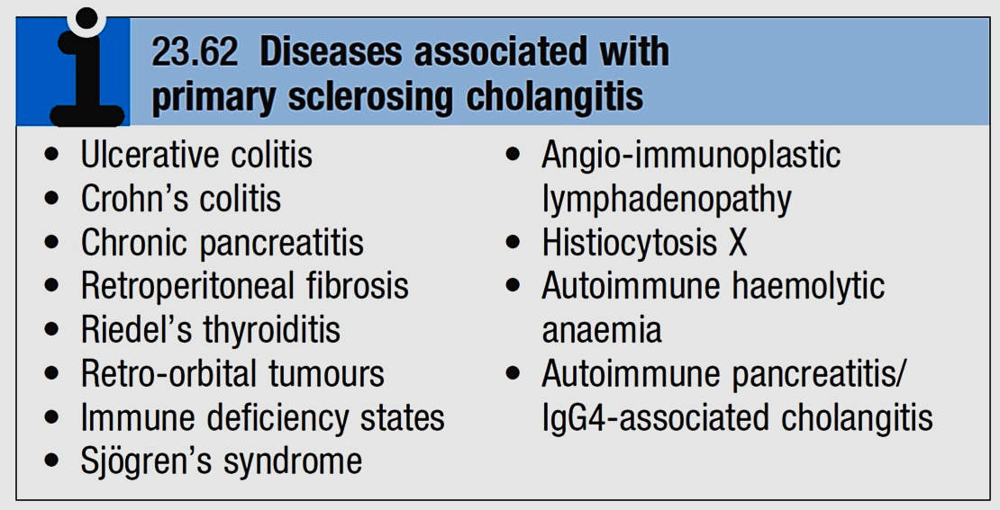 23.62 Diseases associated with
primary sclerosing cholangitis
• Ulcerative colitis
• Crohn's colitis
• Chronic pancreatitis
• Retroperitoneal fibrosis
• Riedel's thyroiditis
• Retro-orbital tumours
• Immune deficiency states
• Sjögren's syndrome
• Angio-immunoplastic
lymphadenopathy
• Histiocytosis X
• Autoimmune haemolytic
anaemia
• Autoimmune pancreatitis/
IgG4-associated cholangitis